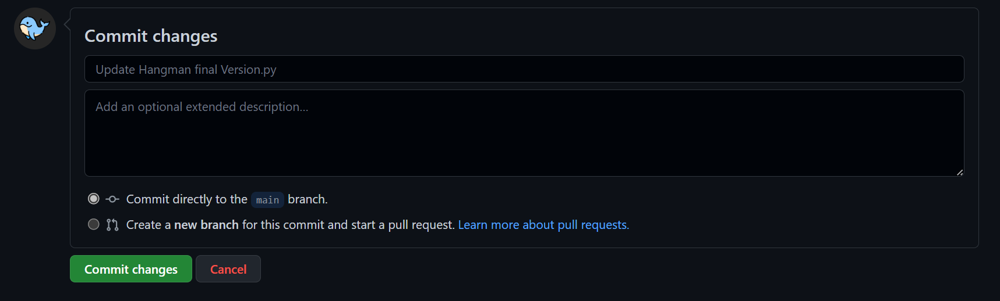 Commit changes
Update Hangman final Version.py
Add an optional extended description...
Commit directly to the main branch.
Create a new branch for this commit and start a pull request. Learn more about pull requests.
Commit changes
Cancel